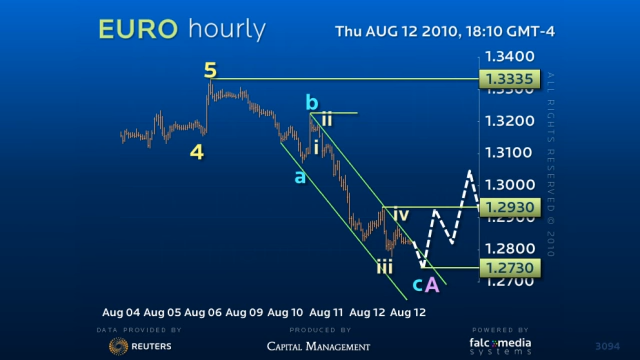 EURO hourly
Thu AUG 12 2010, 18:10 GMT-4
1.3400
5
1.3335
b
1.3200
ii
4
i
1.3100
a
1.3000
1.2930
iv
1.2800
iii
1.2730
c A
1.2700
ALL RIGHTS RESERVED © 2010
Aug 04 Aug 05 Aug 06 Aug 09 Aug 10 Aug 11 Aug 12 Aug 12
DATA PROVIDED BY
REUTERS
PRODUCED BY
CAPITAL MANAGEMENT
POWERED BY
falc media
systems
3094